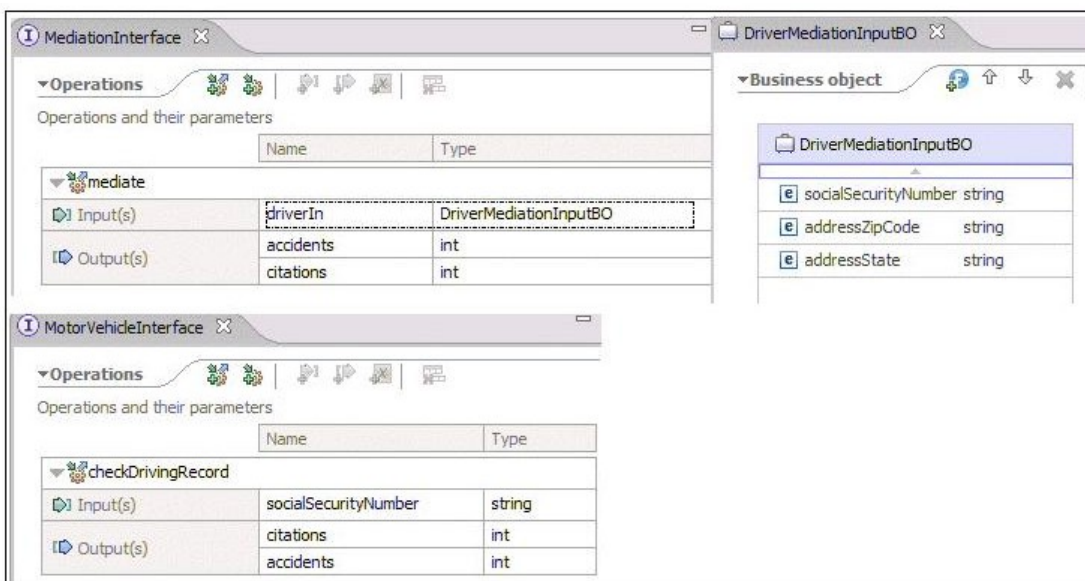 MediationInterface
Operations
Operations and their parameters
Name Type
mediate
Input(s) driverIn DriverMediationInputBO
Output(s) accidents int
citations int
DriverMediationInputBO
Business object
DriverMediationInputBO
e socialSecurityNumber string
e addressZipCode string
e addressState string
MotorVehicleInterface
Operations
Operations and their parameters
Name Type
checkDrivingRecord
Input(s) socialSecurityNumber string
Output(s) citations int
accidents int